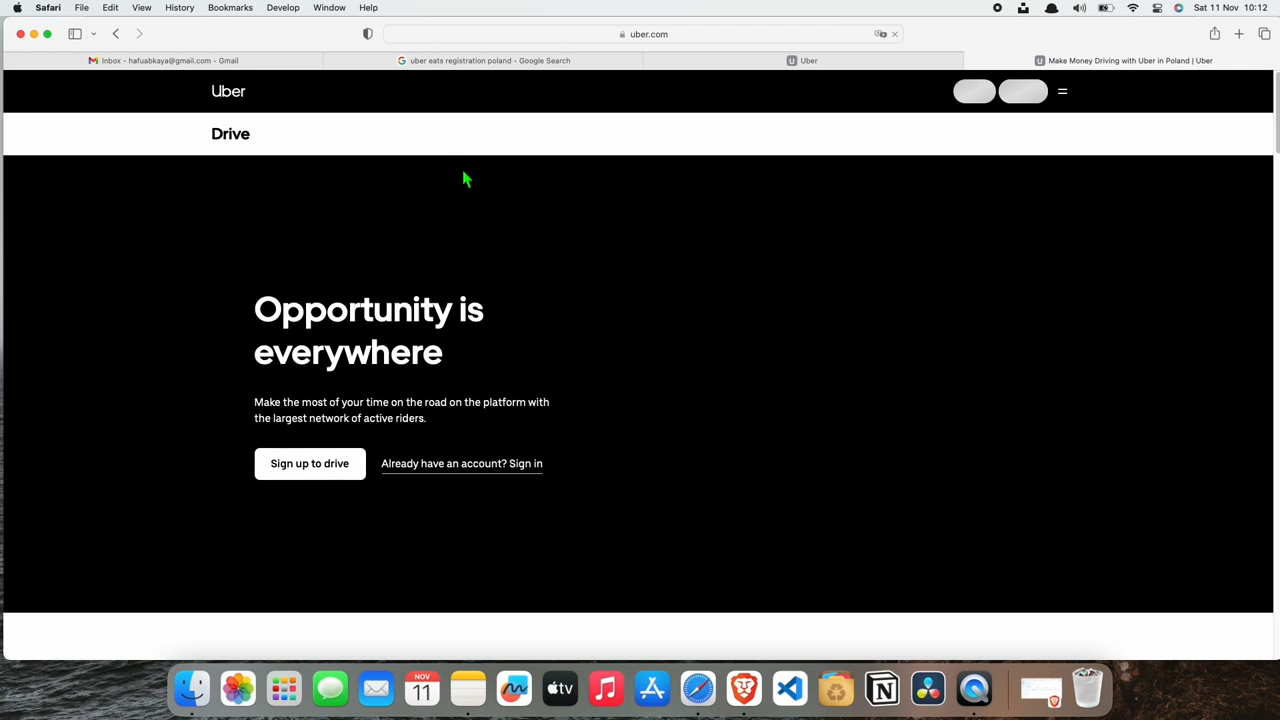 Safari File Edit View History Bookmarks Develop Window Help Sat 11 Nov 10:12
uber.com
Inbox - hafuabkaya@gmail.com - Gmail
uber eats registration poland - Google Search
Uber
Make Money Driving with Uber in Poland | Uber
Uber
Drive
Opportunity is
everywhere
Make the most of your time on the road on the platform with
the largest network of active riders.
Sign up to drive
Already have an account? Sign in
NOV
11
tv